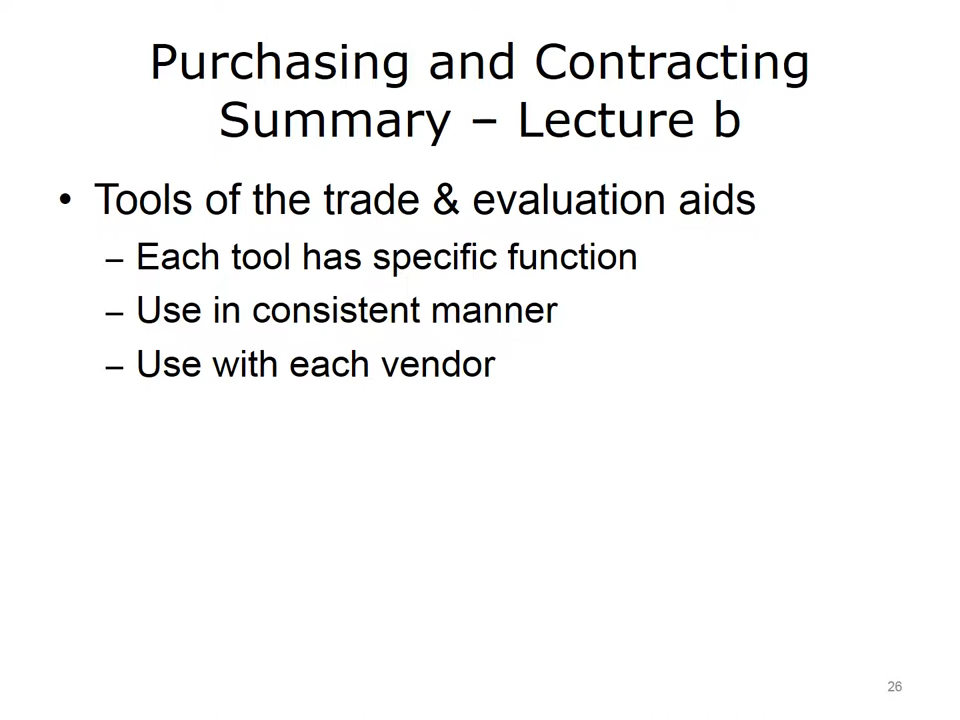 Purchasing and Contracting
Summary – Lecture b
• Tools of the trade & evaluation aids
– Each tool has specific function
– Use in consistent manner
– Use with each vendor
26